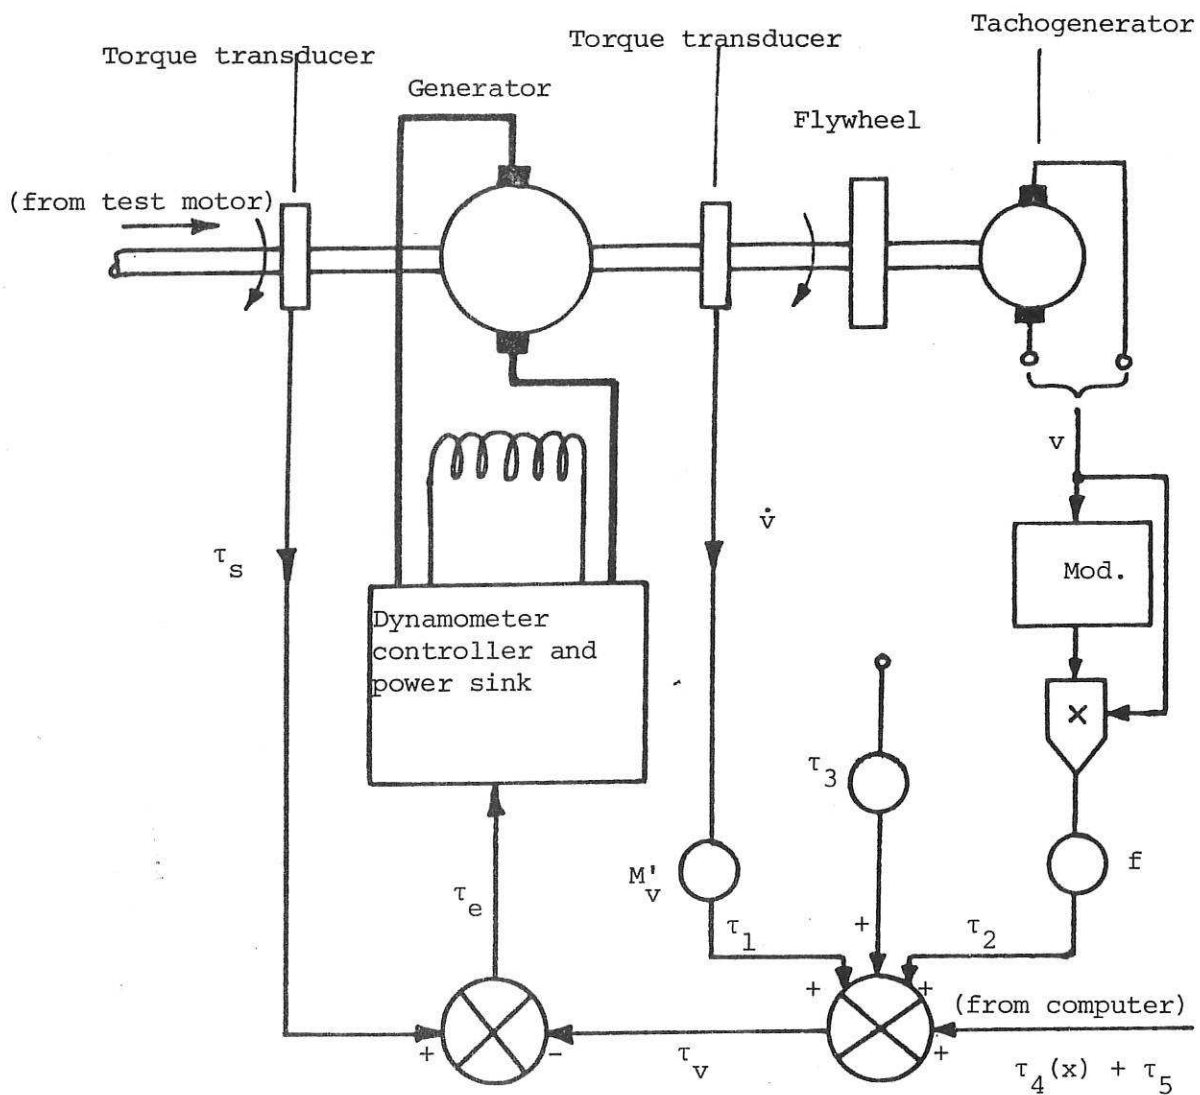 Tachogenerator
Torque transducer
Torque transducer
Generator
Flywheel
(from test motor)
v
v̇
τs
Mod.
Dynamometer
controller and
power sink
×
τ3
M'v
f
τe
τ1
+
τ2
+
+
(from computer)
+
-
τv
+
τ4(x) + τ5